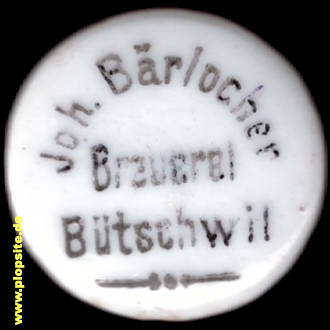 Joh. Bärlocher
Brauerei
Bütschwil
www.plopsite.de